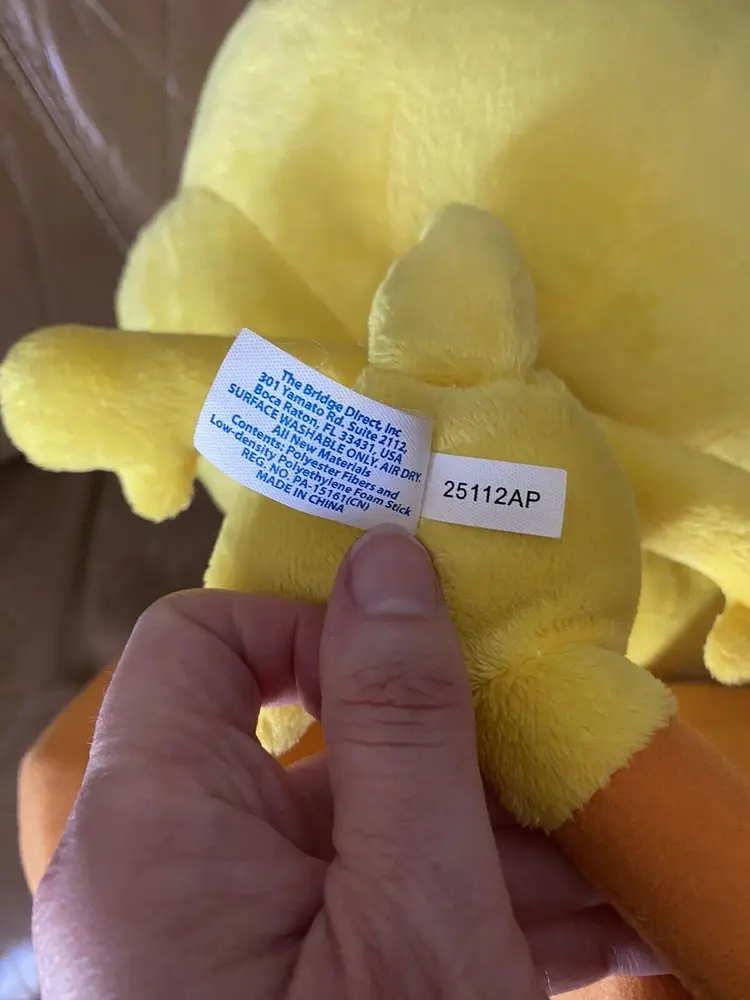 The Bridge Direct, Inc
301 Yamato Rd. Suite 2112,
Boca Raton, FL 33431, USA
SURFACE WASHABLE ONLY, AIR DRY.
All New Materials
Contents: Polyester Fibers and
Low-density Polyethylene Foam Stick
REG. NO. PA-15161(CN)
MADE IN CHINA
25112AP